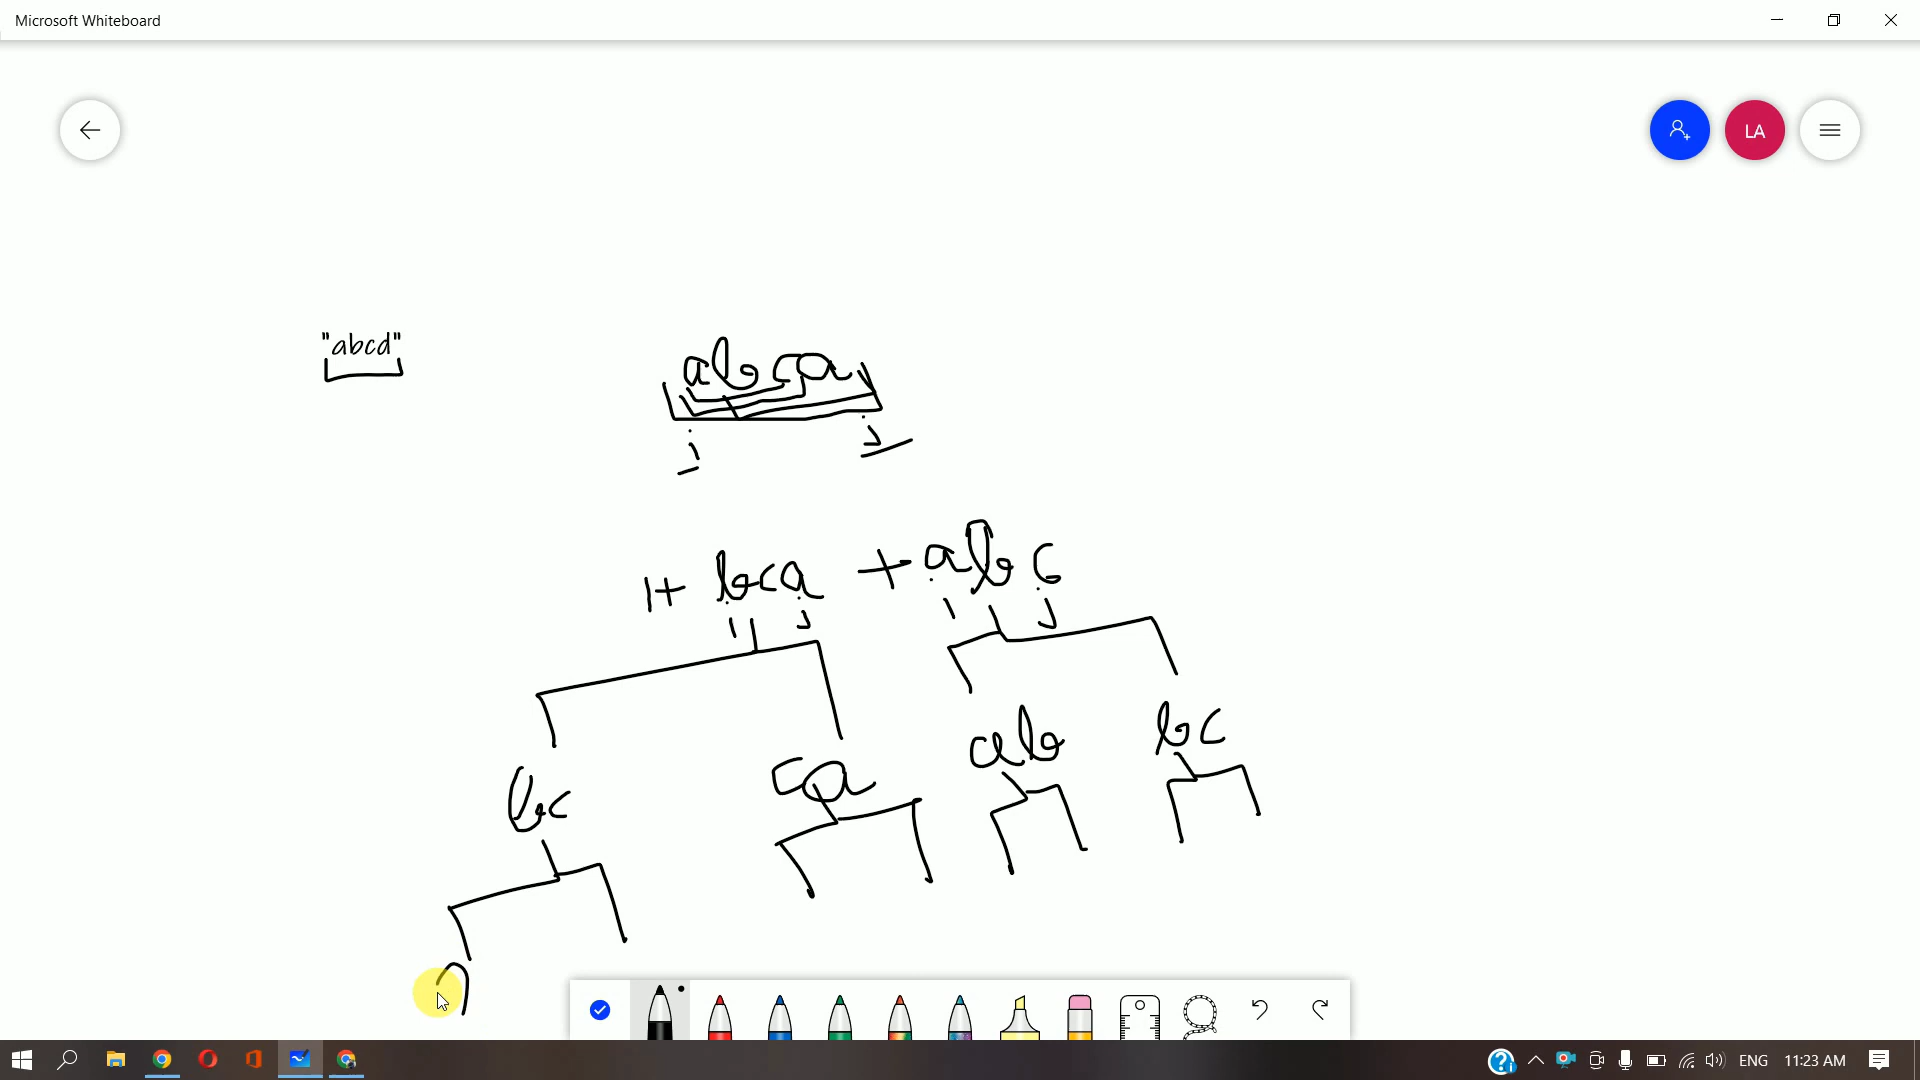 Microsoft Whiteboard
LA
"abcd"
abca
i j
1+ bca + abc
i j i j
bc ca ab bc
ENG 11:23 AM